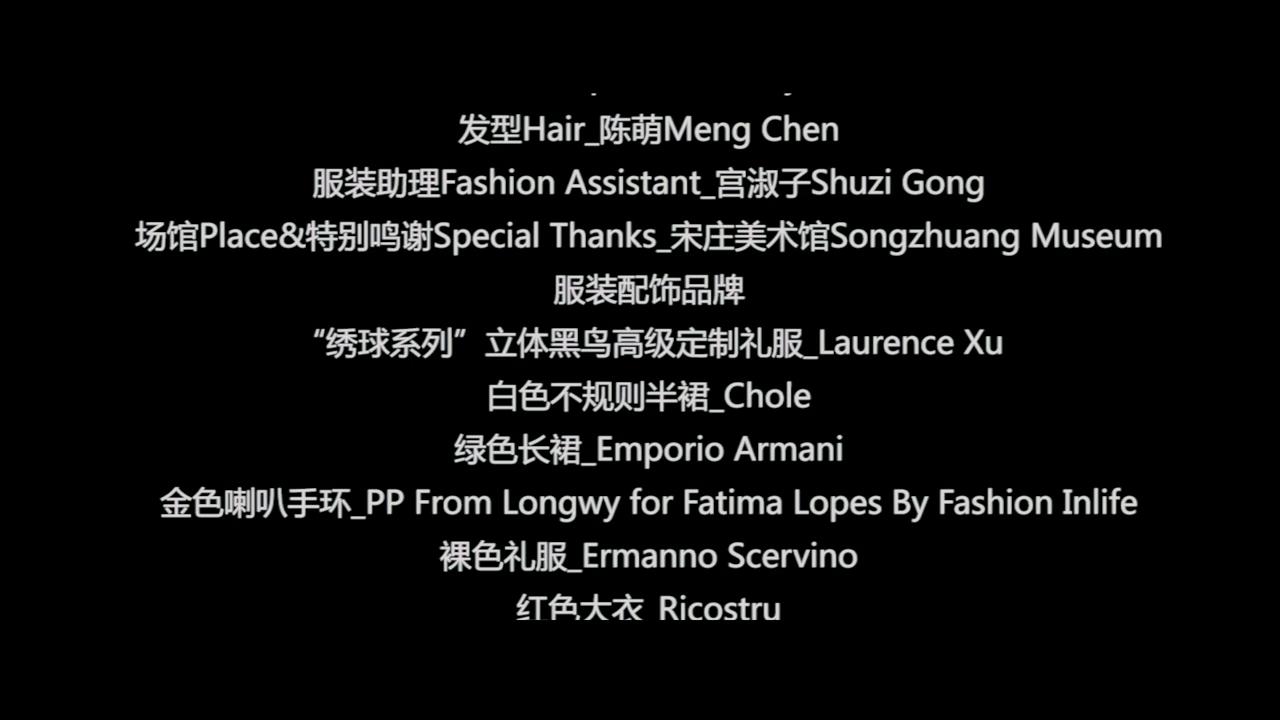 发型Hair_陈萌Meng Chen
服装助理Fashion Assistant_宫淑子Shuzi Gong
场馆Place&特别鸣谢Special Thanks_宋庄美术馆Songzhuang Museum
服装配饰品牌
“绣球系列”立体黑鸟高级定制礼服_Laurence Xu
白色不规则半裙_Chole
绿色长裙_Emporio Armani
金色喇叭手环_PP From Longwy for Fatima Lopes By Fashion Inlife
裸色礼服_Ermanno Scervino
红色大衣_Ricostru